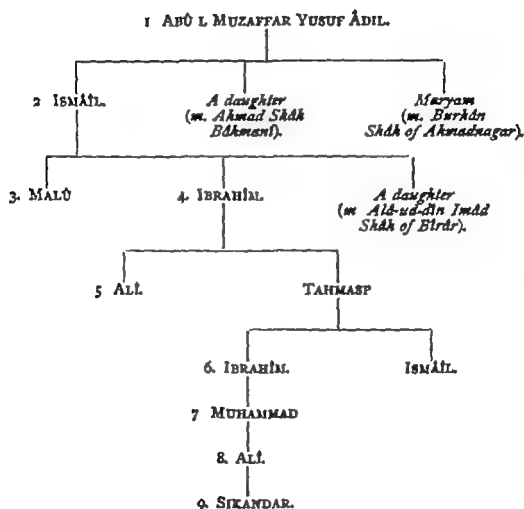 1 ABÛ L MUZAFFAR YUSUF ÂDIL.
2 ISMÂÎL.
A daughter
(m. Ahmad Shâh
Bâhmanî).
Maryam
(m. Burhân
Shâh of Ahmadnagar).
3. MALÛ
4. IBRAHÎM.
A daughter
(m Alâ-ud-dîn Imâd
Shâh of Bîrâr).
5 ALÎ.
TAHMASP
6. IBRAHÎM.
ISMÂÎL.
7 MUHAMMAD
8. ALÎ.
9. SIKANDAR.